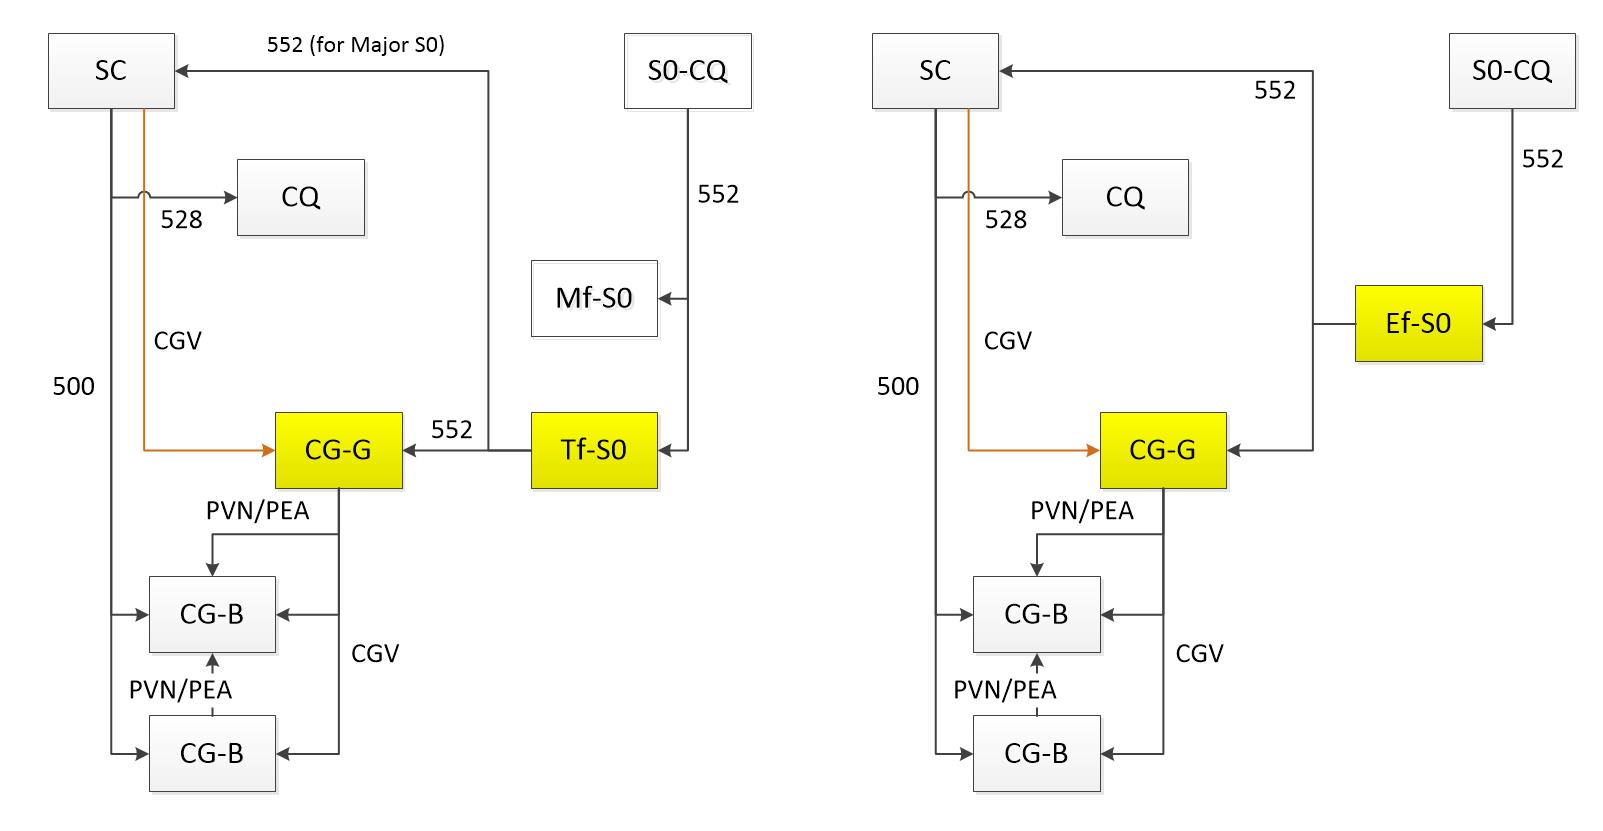 552 (for Major S0)
SC
S0-CQ
552
CQ
528
Mf-S0
CGV
500
552
CG-G
Tf-S0
PVN/PEA
CG-B
CGV
PVN/PEA
CG-B
SC
552
S0-CQ
552
CQ
528
Ef-S0
CGV
500
CG-G
PVN/PEA
CG-B
CGV
PVN/PEA
CG-B